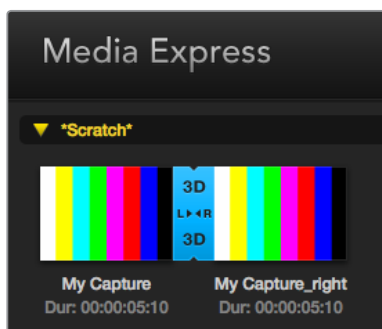 Media Express
*Scratch*
3D
L R
3D
My Capture
Dur: 00:00:05:10
My Capture_right
Dur: 00:00:05:10